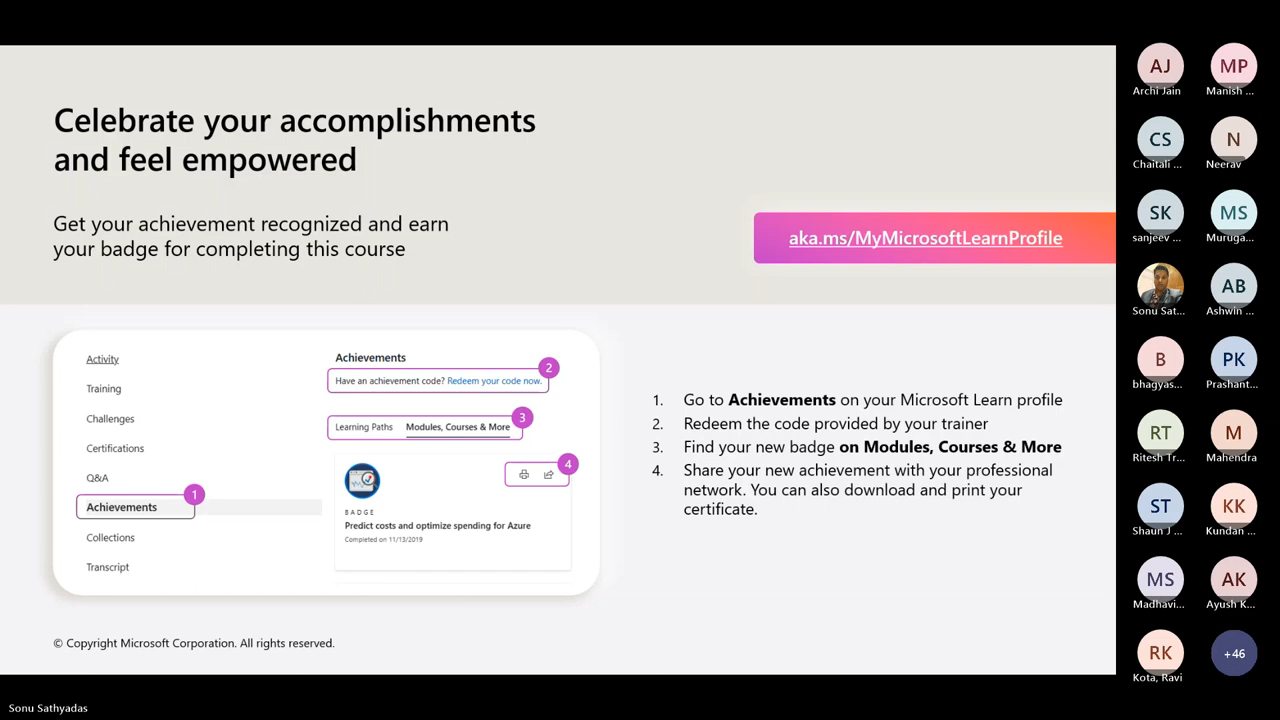 Celebrate your accomplishments
and feel empowered
Get your achievement recognized and earn
your badge for completing this course
aka.ms/MyMicrosoftLearnProfile
Activity
Training
Challenges
Certifications
Q&A
1
Achievements
Collections
Transcript
Achievements
2
Have an achievement code? Redeem your code now.
3
Learning Paths Modules, Courses & More
4
BADGE
Predict costs and optimize spending for Azure
Completed on 11/13/2019
1. Go to Achievements on your Microsoft Learn profile
2. Redeem the code provided by your trainer
3. Find your new badge on Modules, Courses & More
4. Share your new achievement with your professional
network. You can also download and print your
certificate.
© Copyright Microsoft Corporation. All rights reserved.
AJ MP
Archi Jain Manish ...
CS N
Chaitali ... Neerav
SK MS
sanjeev ... Muruga...
AB
Sonu Sat... Ashwin ...
B PK
bhagyas... Prashant...
RT M
Ritesh Tr... Mahendra
ST KK
Shaun J ... Kundan ...
MS AK
Madhavi... Ayush K...
RK +46
Kota, Ravi
Sonu Sathyadas